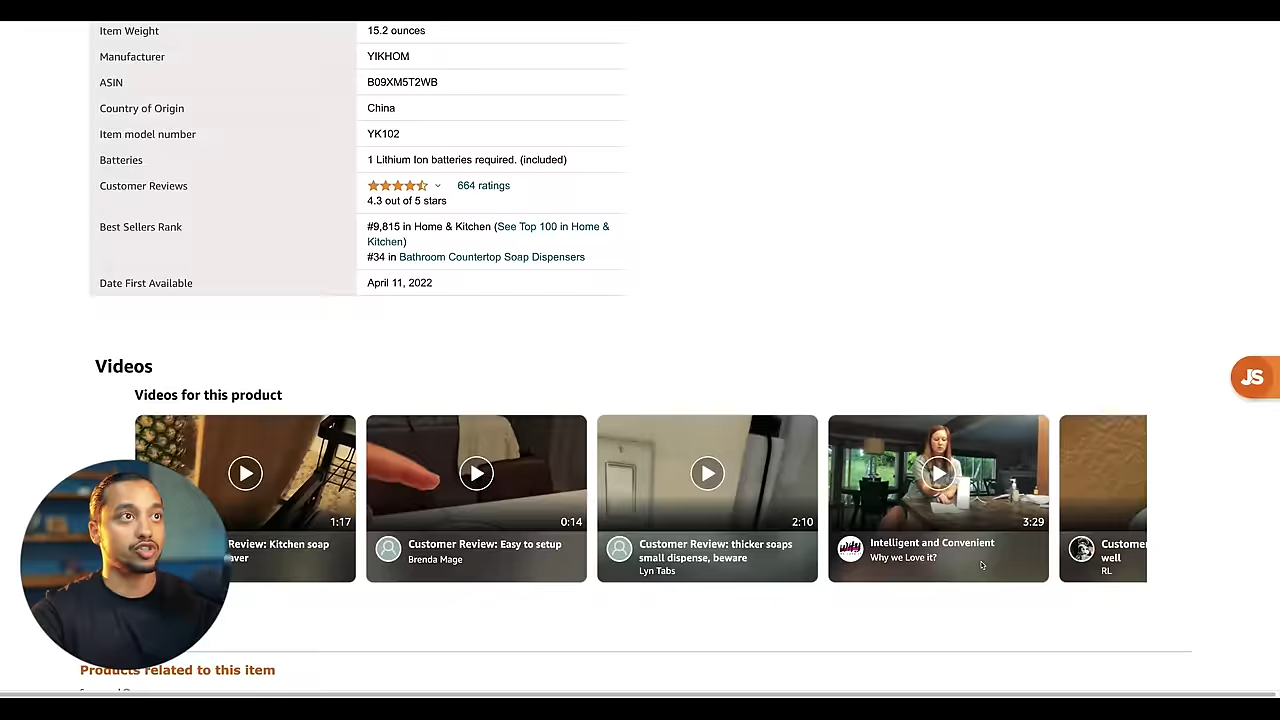 Item Weight 15.2 ounces
Manufacturer YIKHOM
ASIN B09XM5T2WB
Country of Origin China
Item model number YK102
Batteries 1 Lithium Ion batteries required. (included)
Customer Reviews 664 ratings
4.3 out of 5 stars
Best Sellers Rank #9,815 in Home & Kitchen (See Top 100 in Home &
Kitchen)
#34 in Bathroom Countertop Soap Dispensers
Date First Available April 11, 2022
JS
Videos
Videos for this product
1:17
Review: Kitchen soap
aver
0:14
Customer Review: Easy to setup
Brenda Mage
2:10
Customer Review: thicker soaps
small dispense, beware
Lyn Tabs
3:29
Intelligent and Convenient
Why we Love it?
Custome
well
RL
Products related to this item